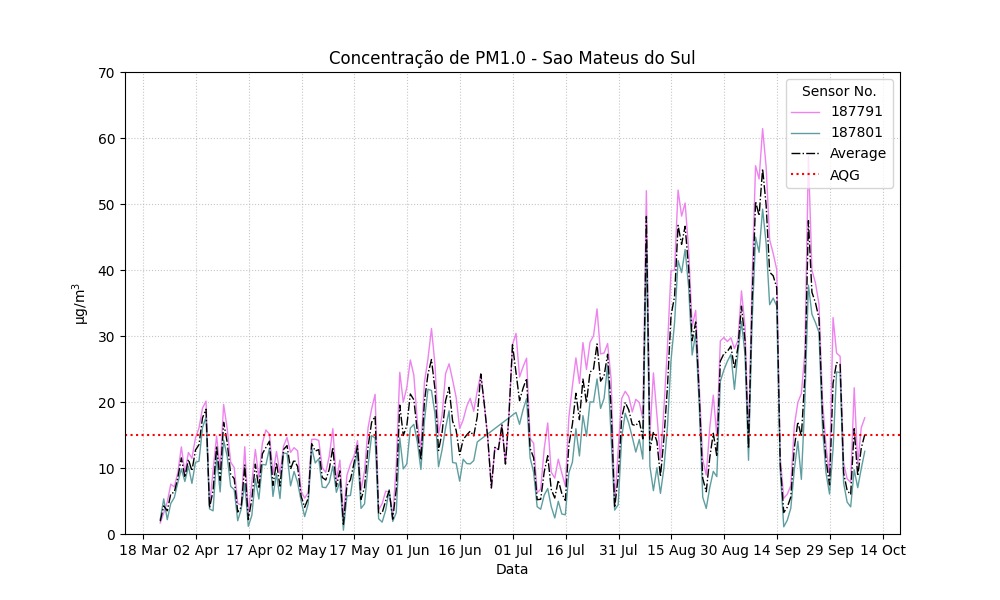 Concentração de PM1.0 - Sao Mateus do Sul
70
60
50
40
30
20
10
0
µg/m³
Sensor No.
187791
187801
Average
AQG
18 Mar 02 Apr 17 Apr 02 May 17 May 01 Jun 16 Jun 01 Jul 16 Jul 31 Jul 15 Aug 30 Aug 14 Sep 29 Sep 14 Oct
Data